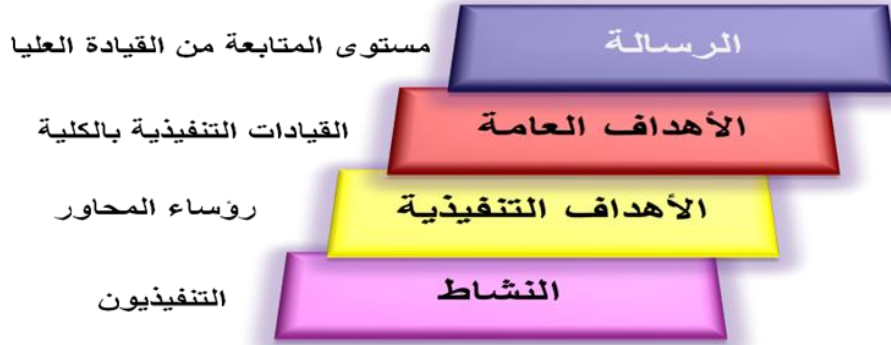 الرسالة
مستوى المتابعة من القيادة العليا
الأهداف العامة
القيادات التنفيذية بالكلية
الأهداف التنفيذية
رؤساء المحاور
النشاط
التنفيذيون